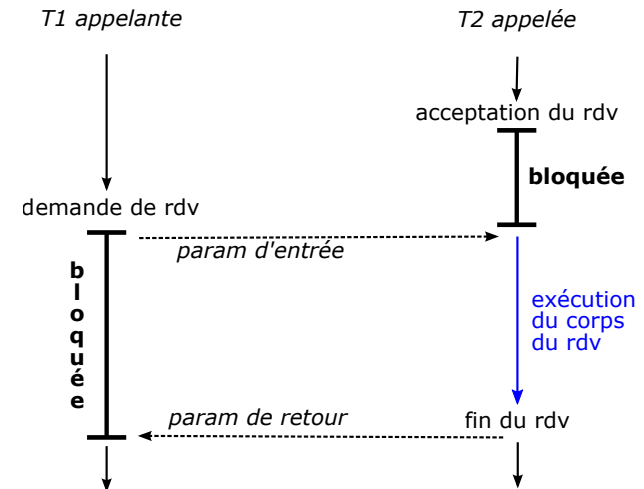 T1 appelante
T2 appelée
acceptation du rdv
bloquée
demande de rdv
param d'entrée
bloquée
exécution
du corps
du rdv
param de retour
fin du rdv